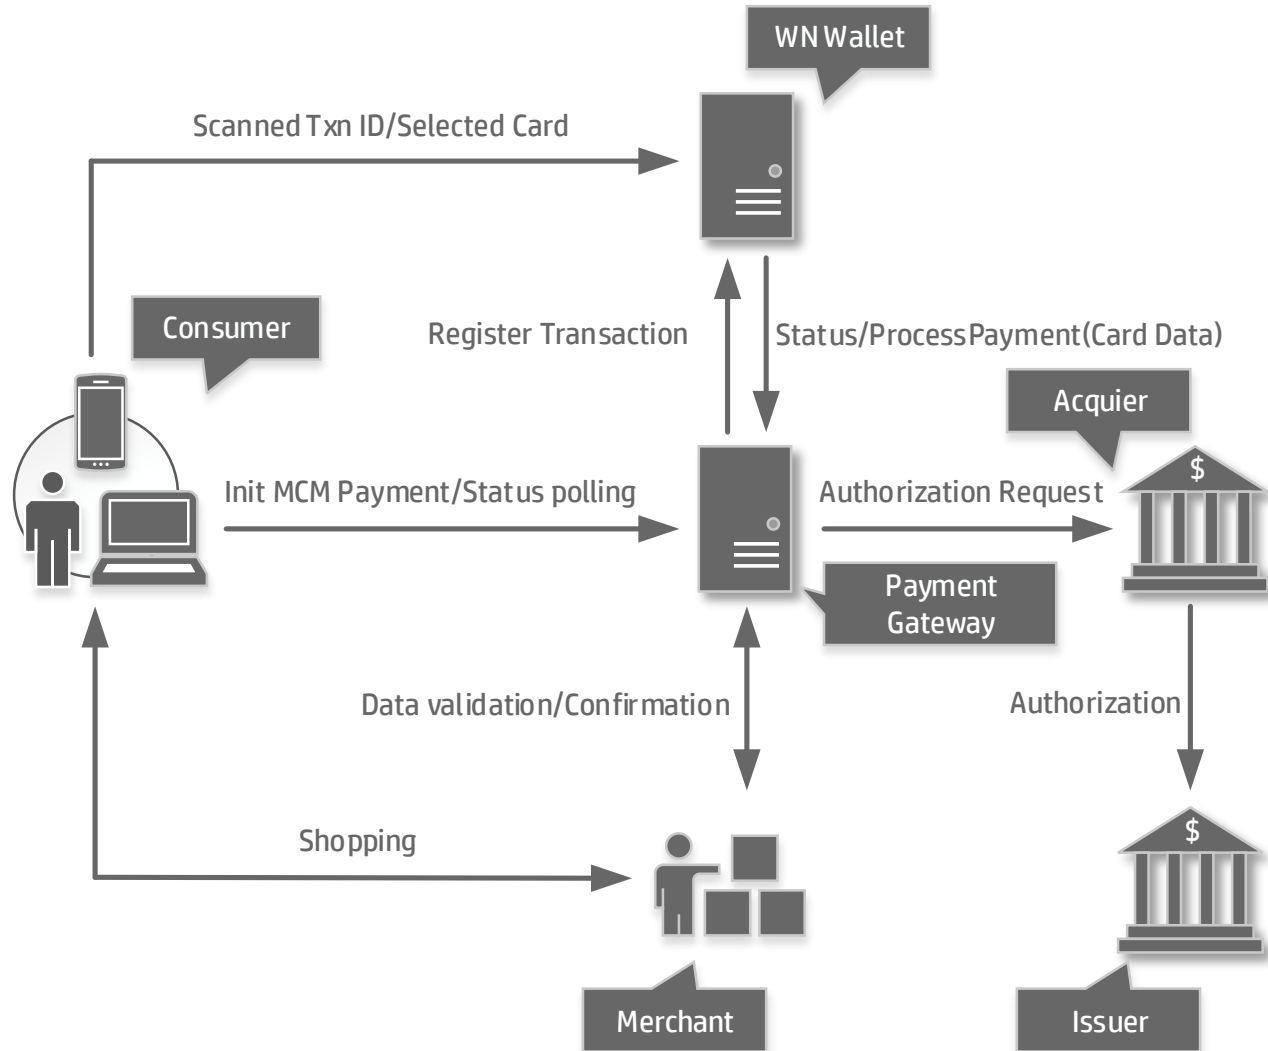 WN Wallet
Scanned Txn ID/Selected Card
Consumer
Register Transaction
Status/ProcessPayment(Card Data)
Acquier
$
Init MCM Payment/Status polling
Authorization Request
Payment
Gateway
Data validation/Confirmation
Authorization
Shopping
$
Merchant
Issuer